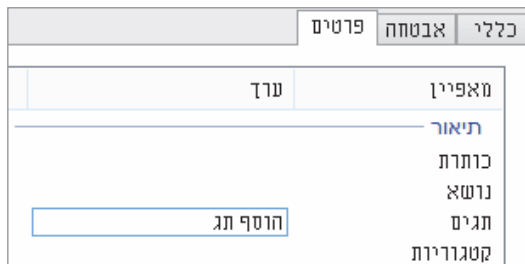 כללי אבטחה פרטים
מאפיין ערך
תיאור
כותרת
נושא
תגים הוסף תג
קטגוריות